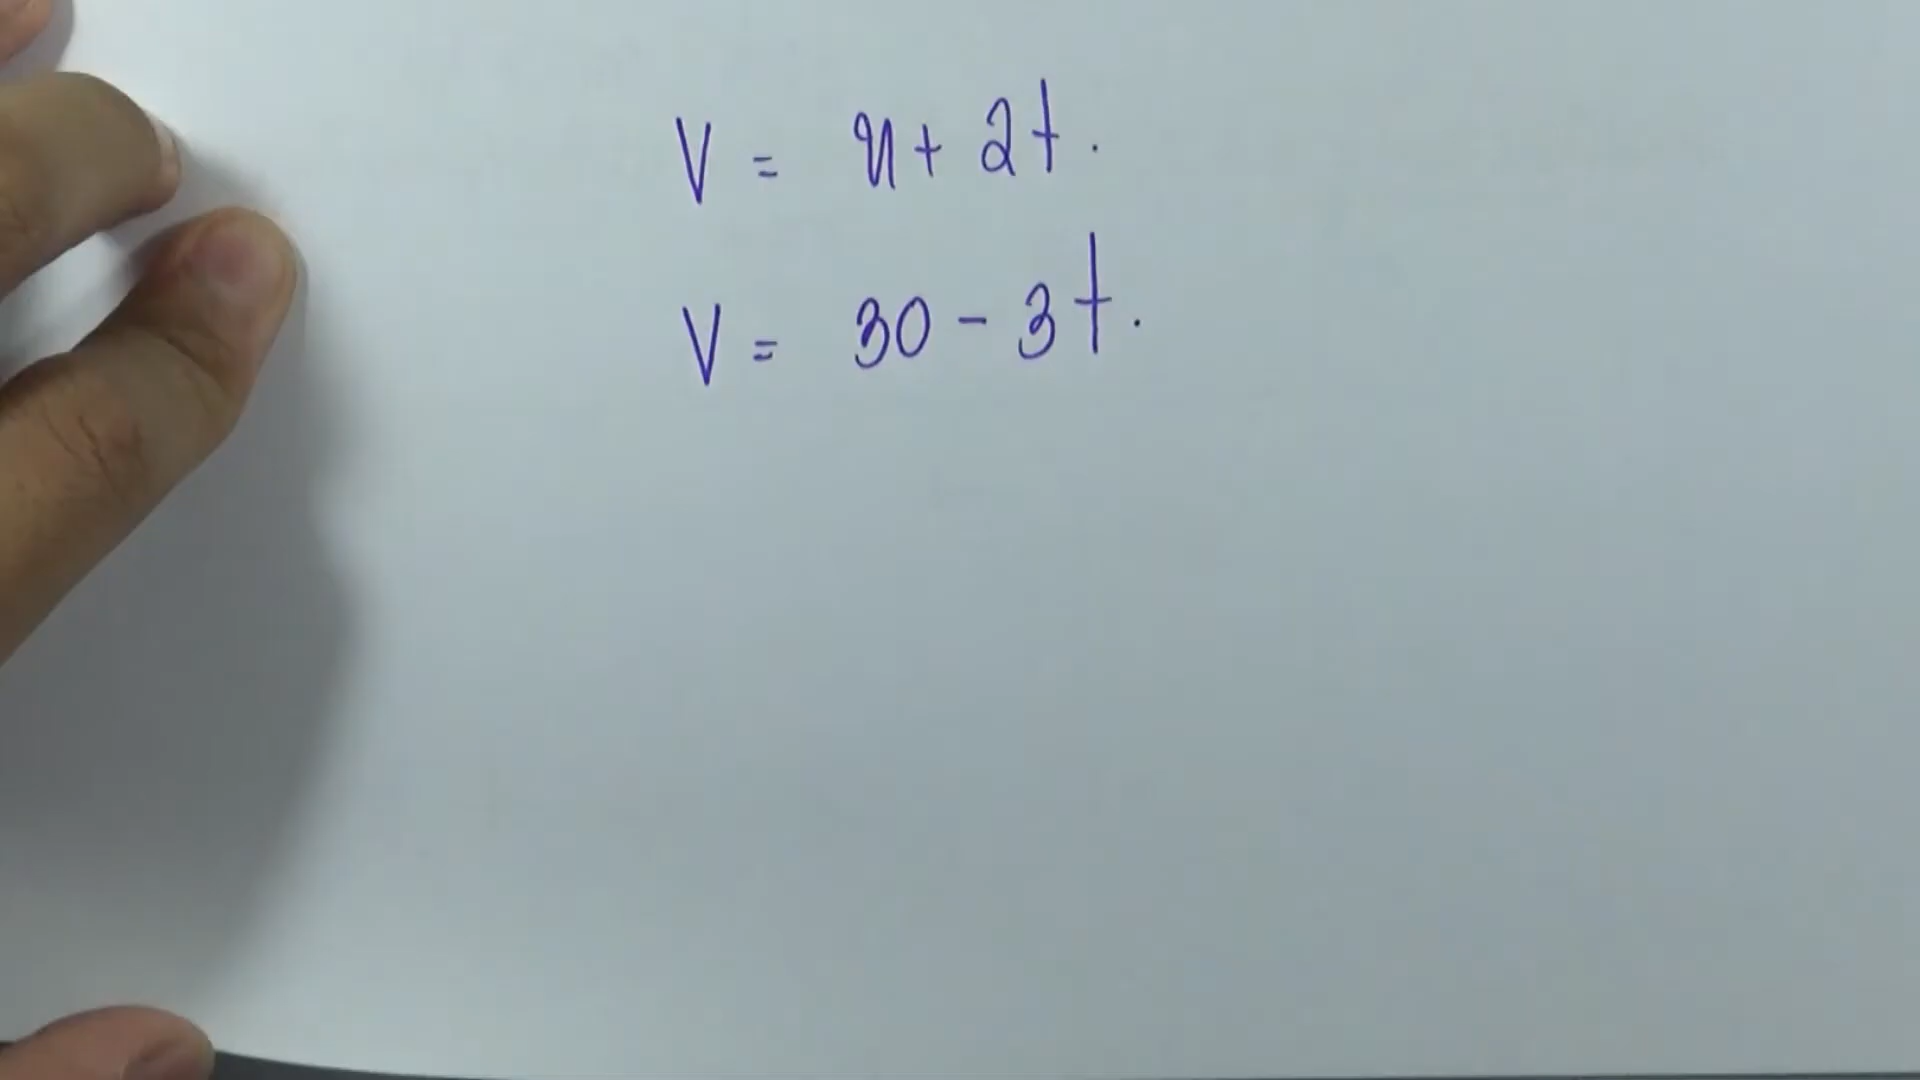 V = u + 2t.
V = 30 - 3t.